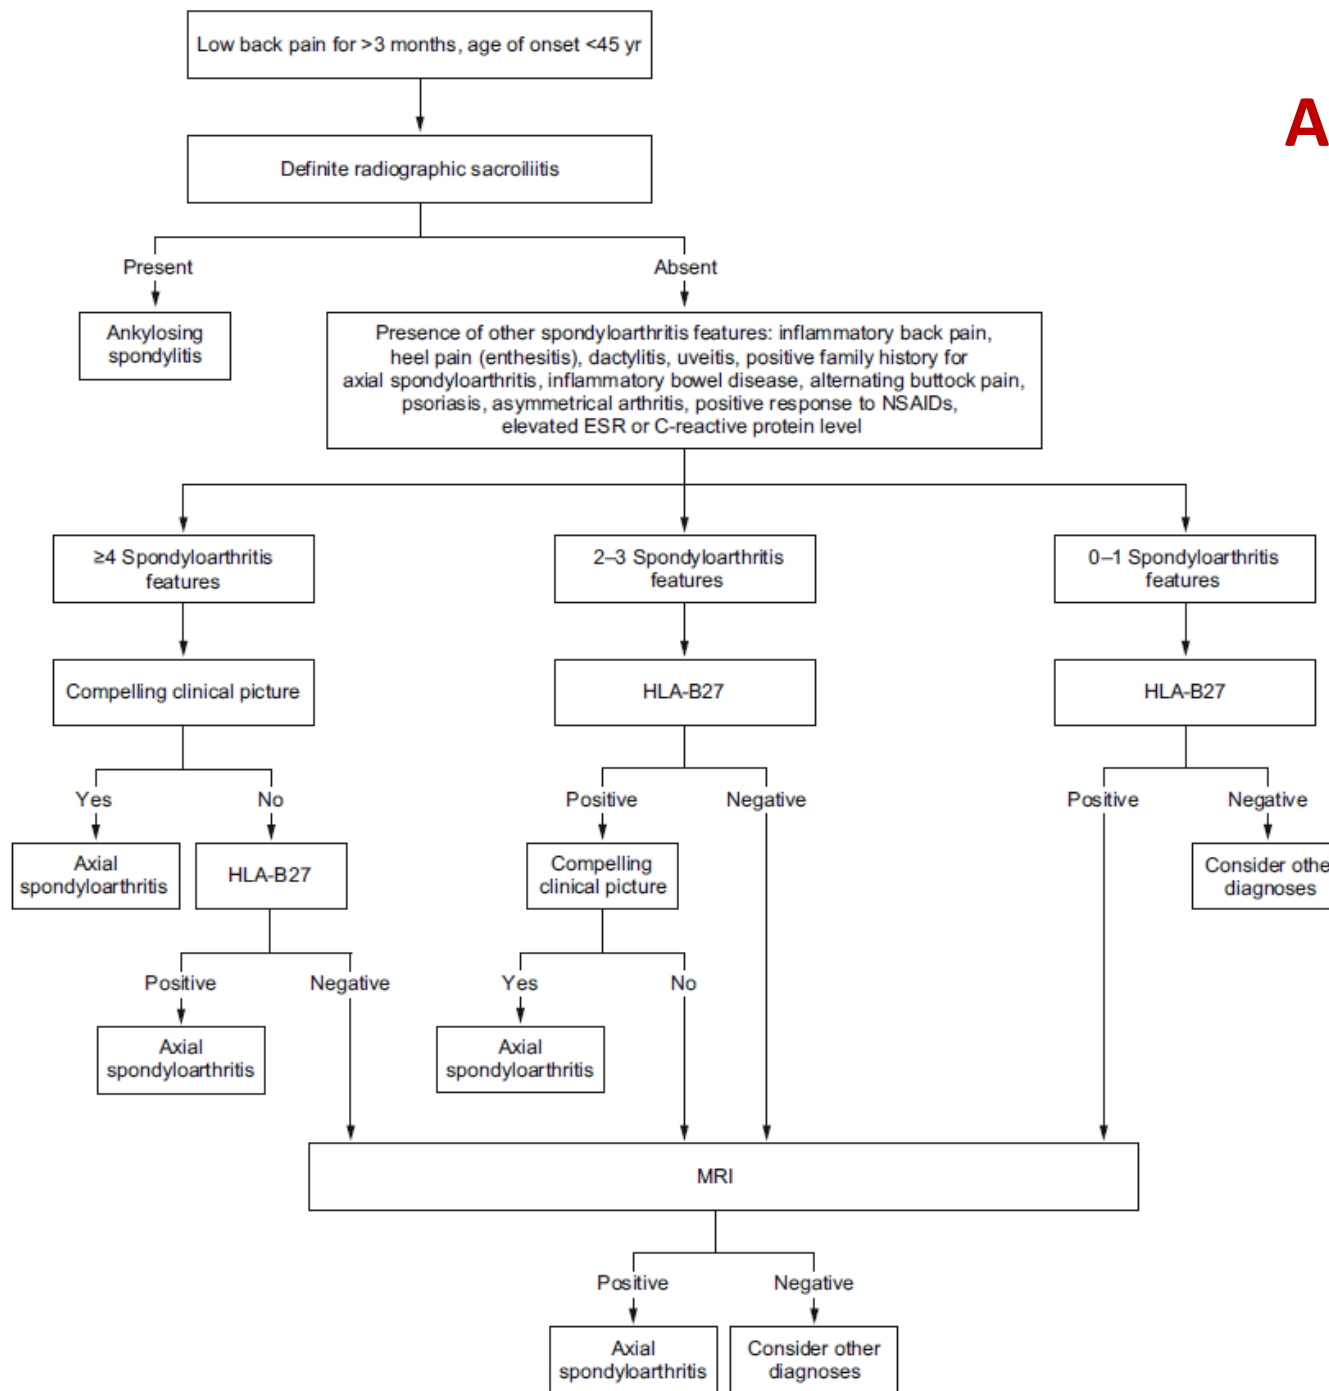 Low back pain for >3 months, age of onset <45 yr
A
Definite radiographic sacroiliitis
Present
Absent
Ankylosing
spondylitis
Presence of other spondyloarthritis features: inflammatory back pain,
heel pain (enthesitis), dactylitis, uveitis, positive family history for
axial spondyloarthritis, inflammatory bowel disease, alternating buttock pain,
psoriasis, asymmetrical arthritis, positive response to NSAIDs,
elevated ESR or C-reactive protein level
≥4 Spondyloarthritis
features
2–3 Spondyloarthritis
features
0–1 Spondyloarthritis
features
Compelling clinical picture
HLA-B27
HLA-B27
Yes
No
Positive
Negative
Positive
Negative
Axial
spondyloarthritis
HLA-B27
Compelling
clinical picture
Consider other
diagnoses
Positive
Negative
Yes
No
Axial
spondyloarthritis
Axial
spondyloarthritis
MRI
Positive
Negative
Axial
spondyloarthritis
Consider other
diagnoses